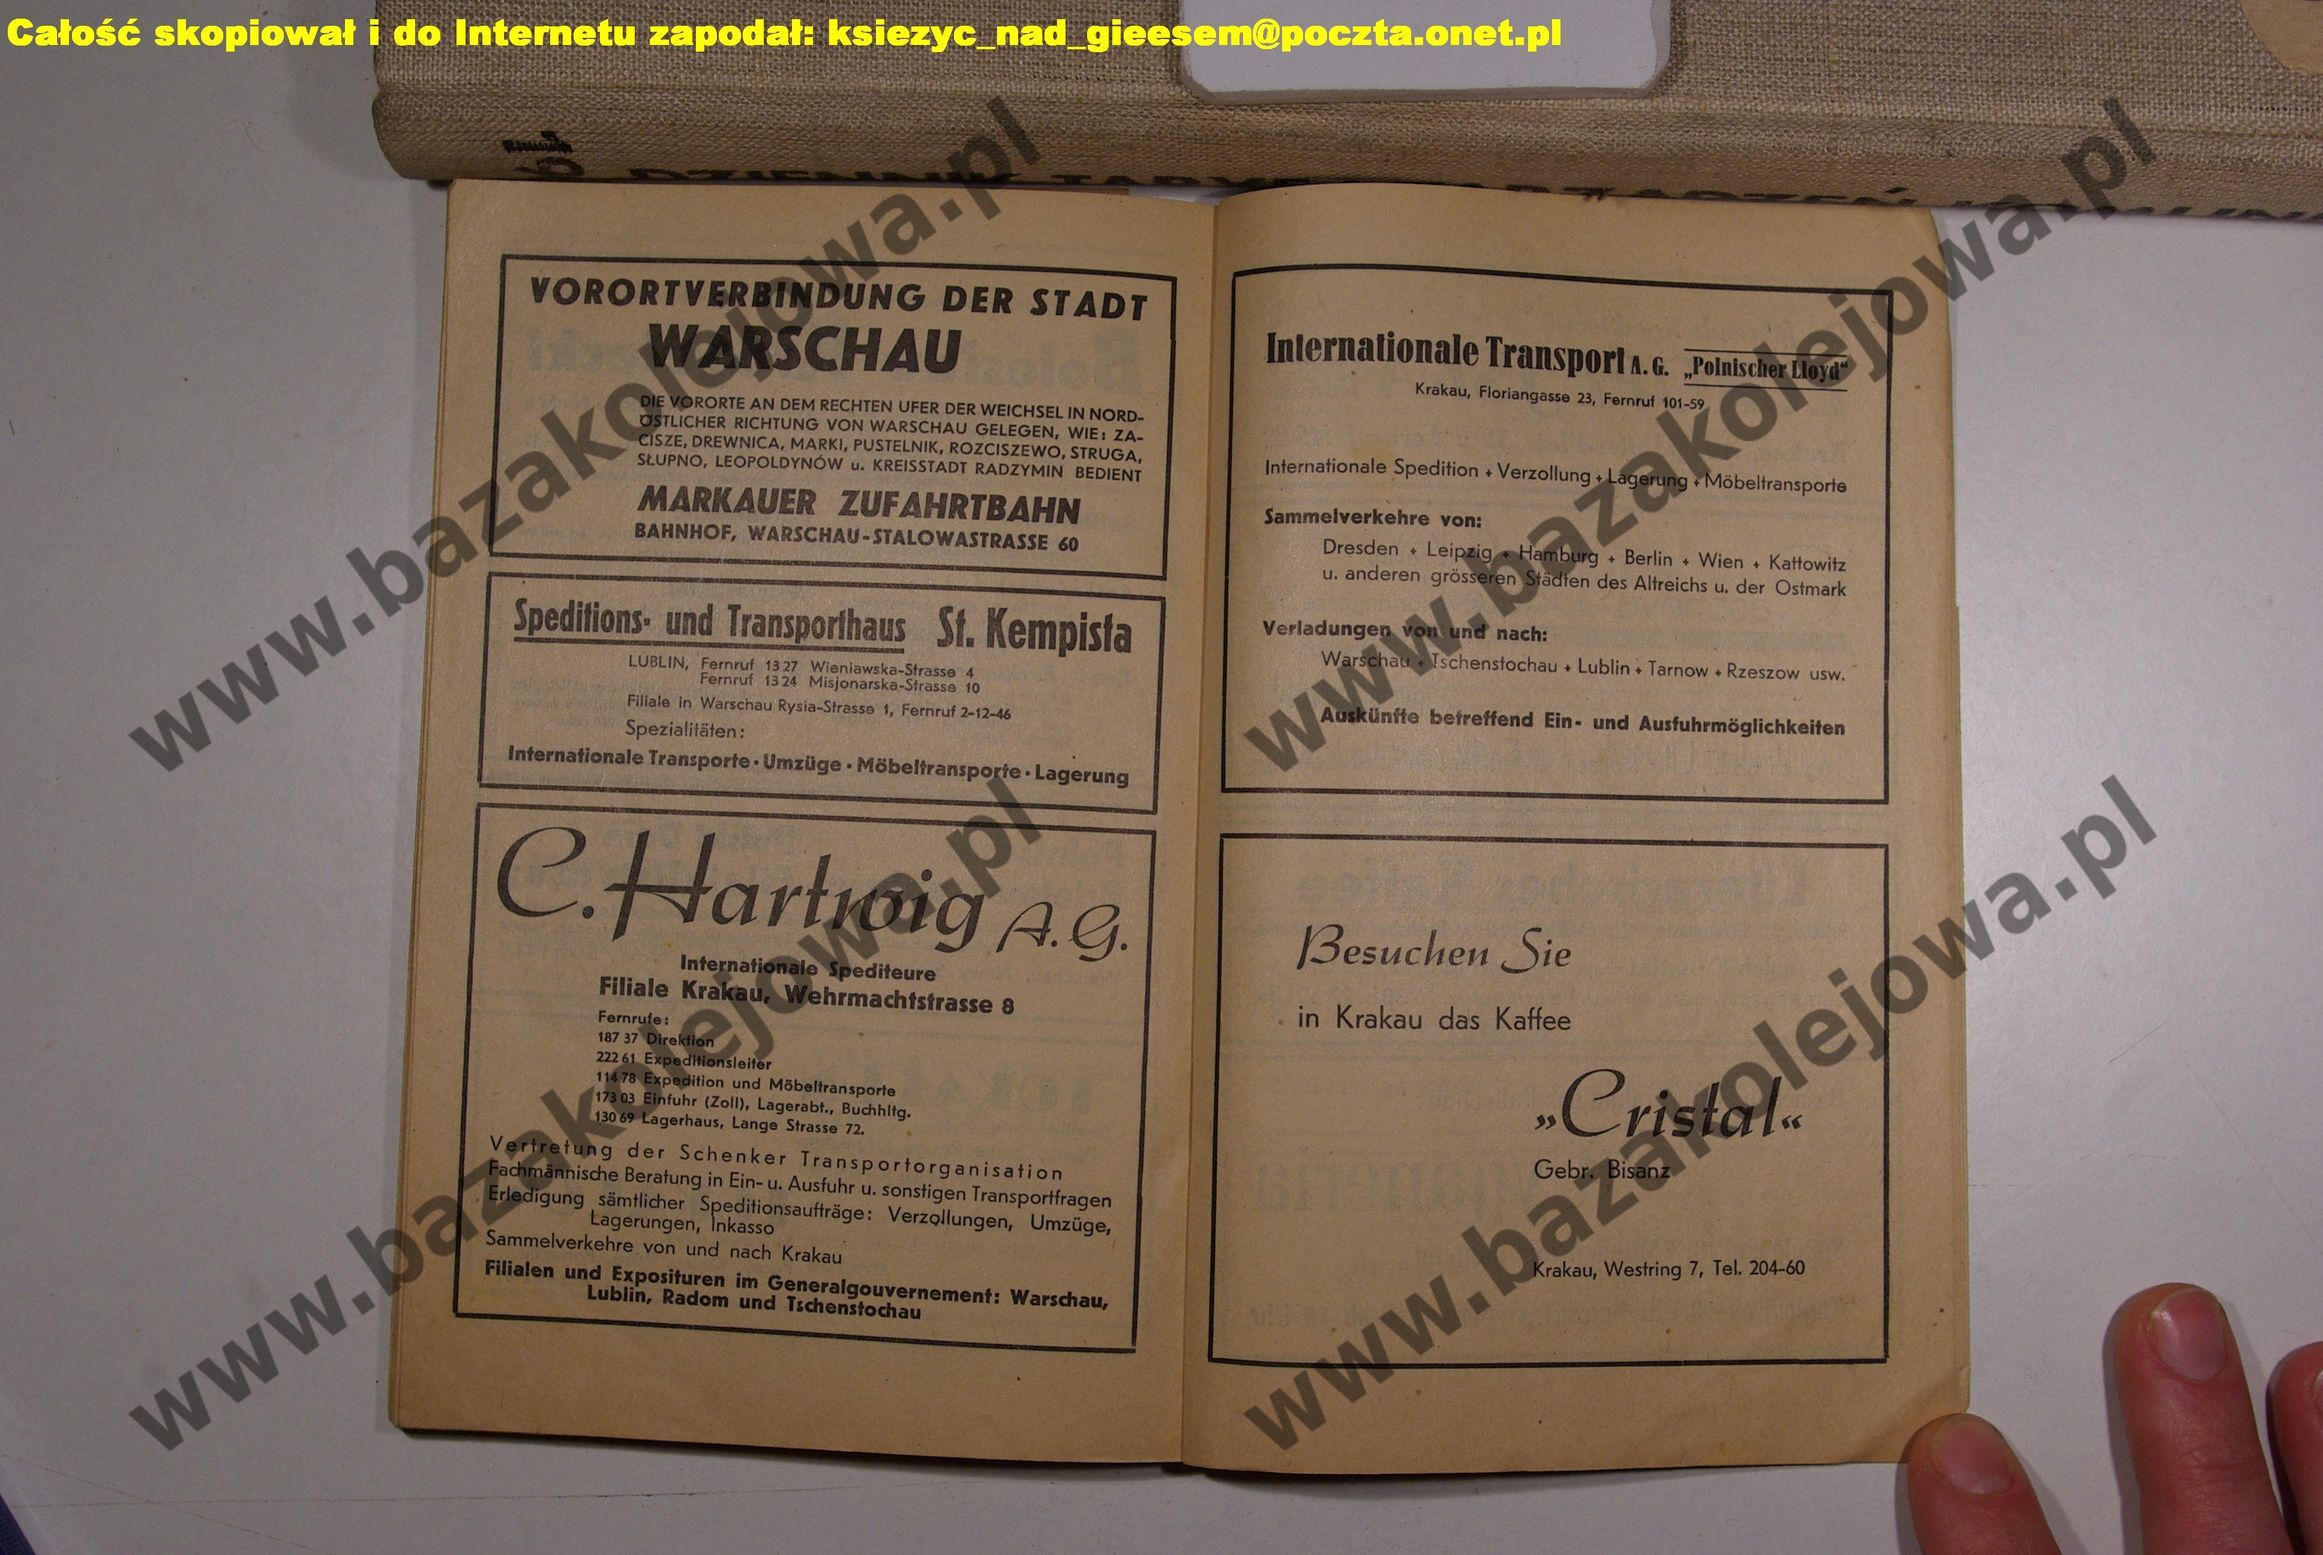 Całość skopiował i do Internetu zapodał: ksiezyc_nad_gieesem@poczta.onet.pl
VORORTVERBINDUNG DER STADT
WARSCHAU
DIE VORORTE AN DEM RECHTEN UFER DER WEICHSEL IN NORD-
ÖSTLICHER RICHTUNG VON WARSCHAU GELEGEN, WIE: ZA-
CISZE, DREWNICA, MARKI, PUSTELNIK, ROZCISZEWO, STRUGA,
SŁUPNO, LEOPOLDYNÓW u. KREISSTADT RADZYMIN BEDIENT
MARKAUER ZUFAHRTBAHN
BAHNHOF, WARSCHAU-STALOWASTRASSE 60
Speditions- und Transporthaus St. Kempista
LUBLIN, Fernruf 13 27 Wieniawska-Strasse 4
Fernruf 13 24 Misjonarska-Strasse 10
Filiale in Warschau Rysia-Strasse 1, Fernruf 2-12-46
Spezialitäten:
Internationale Transporte · Umzüge · Möbeltransporte · Lagerung
C. Hartwig A. G.
Internationale Spediteure
Filiale Krakau, Wehrmachtstrasse 8
Fernrufe:
187 37 Direktion
222 61 Expeditionsleiter
114 78 Expedition und Möbeltransporte
173 03 Einfuhr (Zoll), Lagerabt., Buchhltg.
130 69 Lagerhaus, Lange Strasse 72.
Vertretung der Schenker Transportorganisation
Fachmännische Beratung in Ein- u. Ausfuhr u. sonstigen Transportfragen
Erledigung sämtlicher Speditionsaufträge: Verzollungen, Umzüge,
Lagerungen, Inkasso
Sammelverkehre von und nach Krakau
Filialen und Exposituren im Generalgouvernement: Warschau,
Lublin, Radom und Tschenstochau
Internationale Transport A. G. „Polnischer Lloyd“
Krakau, Floriangasse 23, Fernruf 101-59
Internationale Spedition + Verzollung + Lagerung + Möbeltransporte
Sammelverkehre von:
Dresden + Leipzig + Hamburg + Berlin + Wien + Kattowitz
u. anderen grösseren Städten des Altreichs u. der Ostmark
Verladungen von und nach:
Warschau + Tschenstochau + Lublin + Tarnow + Rzeszow usw.
Auskünfte betreffend Ein- und Ausfuhrmöglichkeiten
Besuchen Sie
in Krakau das Kaffee
„Cristal“
Gebr. Bisanz
Krakau, Westring 7, Tel. 204-60
www.bazakolejowa.pl
www.bazakolejowa.pl
www.bazakolejowa.pl
www.bazakolejowa.pl